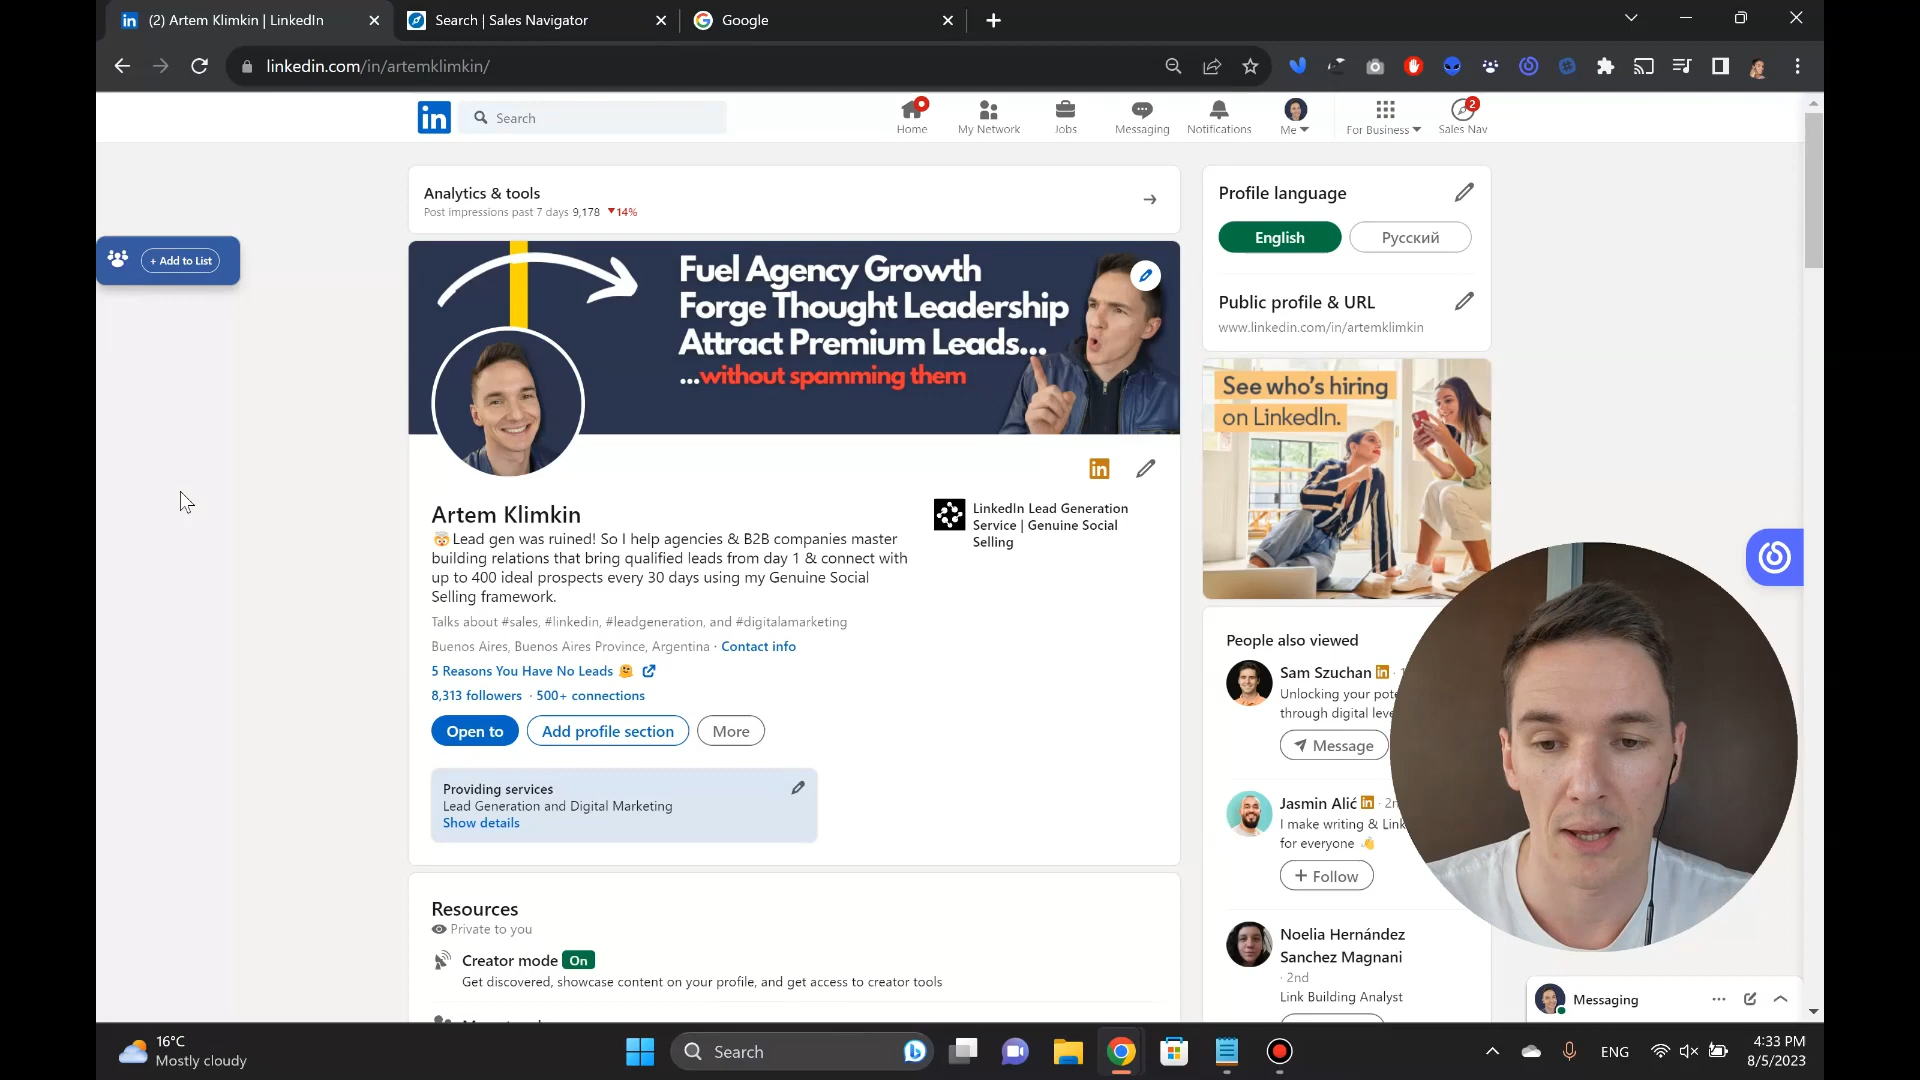 (2) Artem Klimkin | LinkedIn
Search | Sales Navigator
Google
linkedin.com/in/artemklimkin/
in
Search
Home
My Network
Jobs
Messaging
Notifications
Me
For Business
2
Sales Nav
Analytics & tools
Post impressions past 7 days 9,178 ▼14%
+ Add to List
Fuel Agency Growth
Forge Thought Leadership
Attract Premium Leads...
...without spamming them
Artem Klimkin
🤯Lead gen was ruined! So I help agencies & B2B companies master
building relations that bring qualified leads from day 1 & connect with
up to 400 ideal prospects every 30 days using my Genuine Social
Selling framework.
LinkedIn Lead Generation
Service | Genuine Social
Selling
Talks about #sales, #linkedin, #leadgeneration, and #digitalamarketing
Buenos Aires, Buenos Aires Province, Argentina · Contact info
5 Reasons You Have No Leads 🤗
8,313 followers · 500+ connections
Open to
Add profile section
More
Providing services
Lead Generation and Digital Marketing
Show details
Resources
Private to you
Creator mode On
Get discovered, showcase content on your profile, and get access to creator tools
Profile language
English
Русский
Public profile & URL
www.linkedin.com/in/artemklimkin
See who's hiring
on LinkedIn.
People also viewed
Sam Szuchan in ·
Unlocking your
through digital
Message
Jasmin Alić in ·
I make writing &
for everyone 👋
+ Follow
Noelia Hernández
Sanchez Magnani
· 2nd
Link Building Analyst
Messaging
16°C
Mostly cloudy
Search
ENG
4:33 PM
8/5/2023